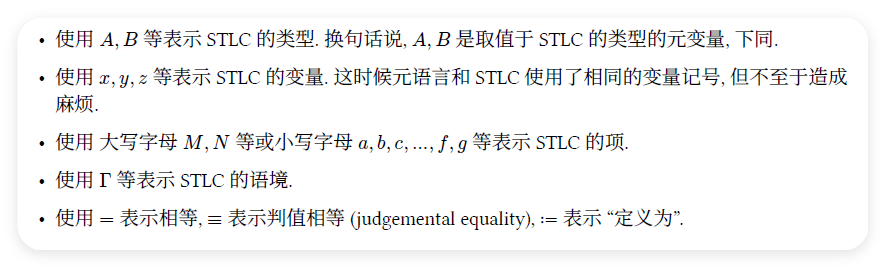 • 使用 A, B 等表示 STLC 的类型. 换句话说, A, B 是取值于 STLC 的类型的元变量, 下同.
• 使用 x, y, z 等表示 STLC 的变量. 这时候元语言和 STLC 使用了相同的变量记号, 但不至于造成
麻烦.
• 使用 大写字母 M, N 等或小写字母 a, b, c, ..., f, g 等表示 STLC 的项.
• 使用 Γ 等表示 STLC 的语境.
• 使用 = 表示相等, ≡ 表示判值相等 (judgemental equality), := 表示 “定义为”.